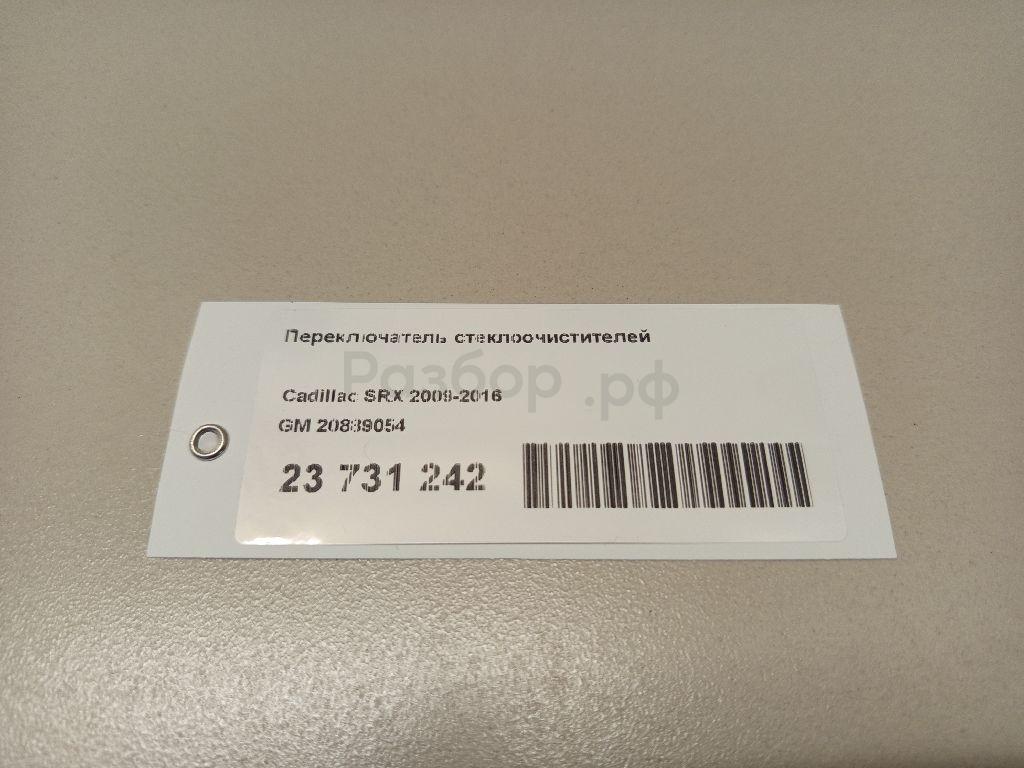 Переключатель стеклоочистителей
Разбор.рф
Cadillac SRX 2009-2016
GM 20839054
23 731 242